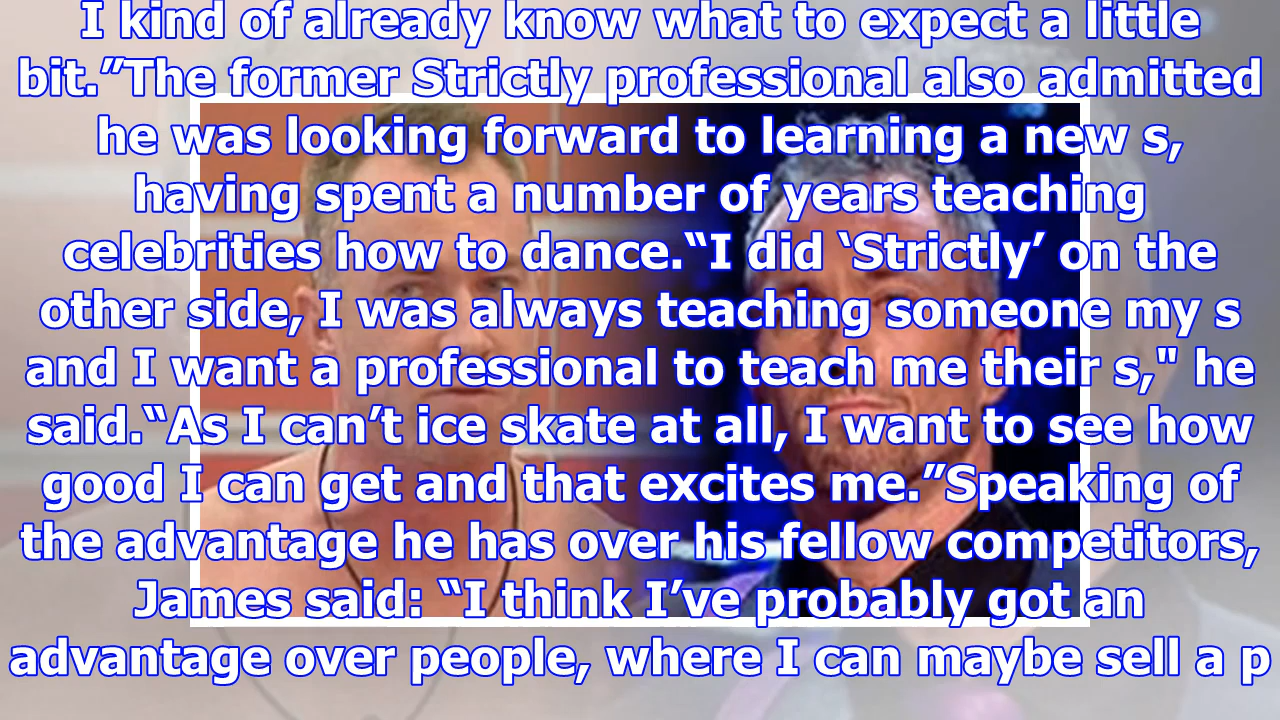 I kind of already know what to expect a little
bit.”The former Strictly professional also admitted
he was looking forward to learning a new s,
having spent a number of years teaching
celebrities how to dance.“I did ‘Strictly’ on the
other side, I was always teaching someone my s
and I want a professional to teach me their s," he
said.“As I can’t ice skate at all, I want to see how
good I can get and that excites me.”Speaking of
the advantage he has over his fellow competitors,
James said: “I think I’ve probably got an
advantage over people, where I can maybe sell a p